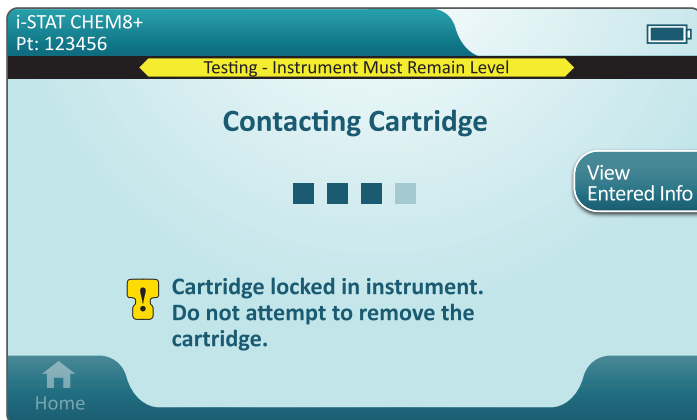 i-STAT CHEM8+
Pt: 123456
Testing - Instrument Must Remain Level
Contacting Cartridge
View
Entered Info
!
Cartridge locked in instrument.
Do not attempt to remove the
cartridge.
Home